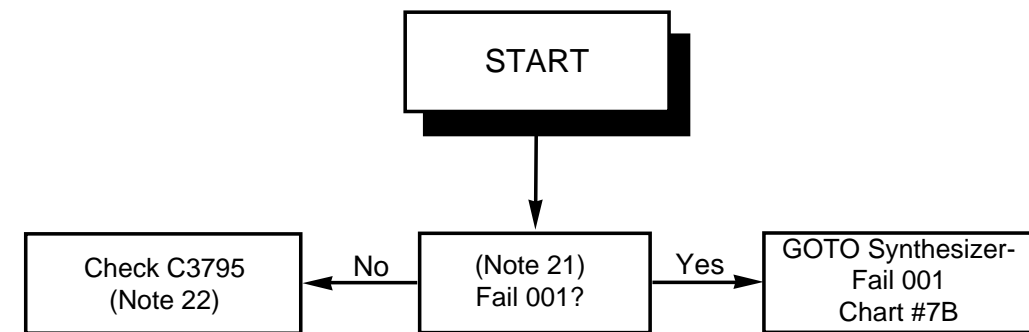 START
Check C3795
(Note 22)
No
(Note 21)
Fail 001?
Yes
GOTO Synthesizer-
Fail 001
Chart #7B